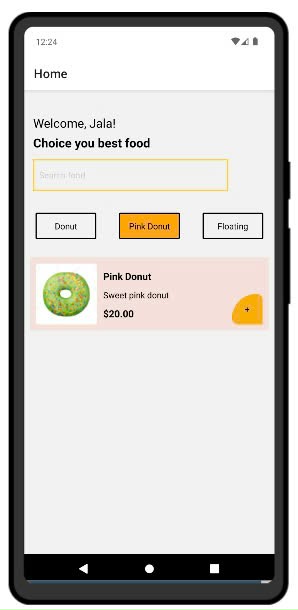 12:24
Home
Welcome, Jala!
Choice you best food
Search food
Donut
Pink Donut
Floating
Pink Donut
Sweet pink donut
$20.00
+